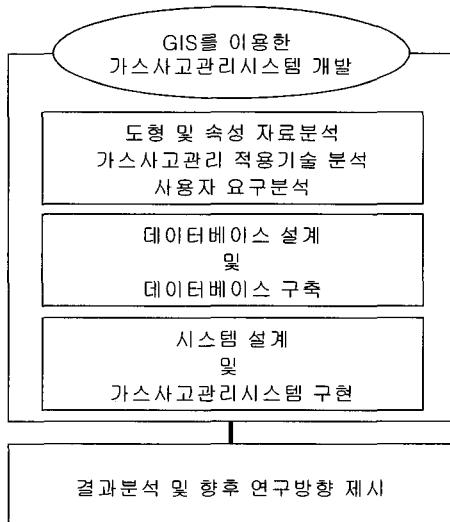 GIS를 이용한
가스사고관리시스템 개발
도형 및 속성 자료분석
가스사고관리 적용기술 분석
사용자 요구분석
데이터베이스 설계
및
데이터베이스 구축
시스템 설계
및
가스사고관리시스템 구현
결과분석 및 향후 연구방향 제시